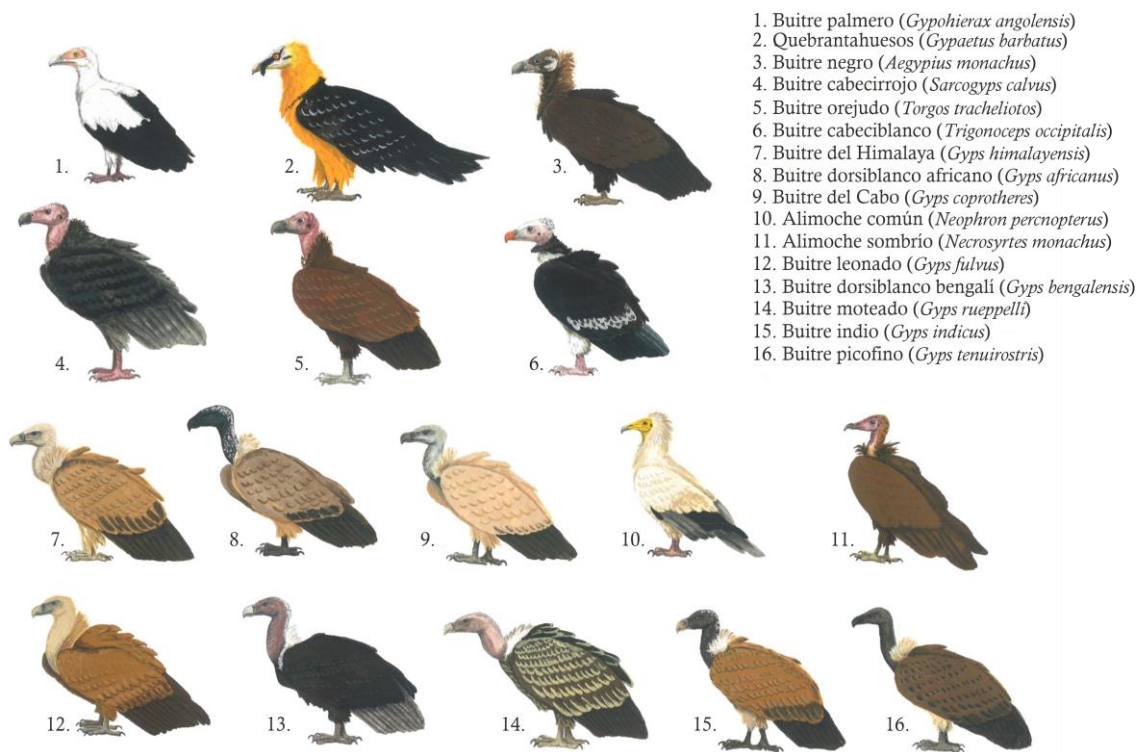 1. Buitre palmero (Gypohierax angolensis)
2. Quebrantahuesos (Gypaetus barbatus)
3. Buitre negro (Aegypius monachus)
4. Buitre cabecirrojo (Sarcogyps calvus)
5. Buitre orejudo (Torgos tracheliotos)
6. Buitre cabeciblanco (Trigonoceps occipitalis)
7. Buitre del Himalaya (Gyps himalayensis)
8. Buitre dorsiblanco africano (Gyps africanus)
9. Buitre del Cabo (Gyps coprotheres)
10. Alimoche común (Neophron percnopterus)
11. Alimoche sombrío (Necrosyrtes monachus)
12. Buitre leonado (Gyps fulvus)
13. Buitre dorsiblanco bengalí (Gyps bengalensis)
14. Buitre moteado (Gyps rueppelli)
15. Buitre indio (Gyps indicus)
16. Buitre picofino (Gyps tenuirostris)
1.
2.
3.
4.
5.
6.
7.
8.
9.
10.
11.
12.
13.
14.
15.
16.